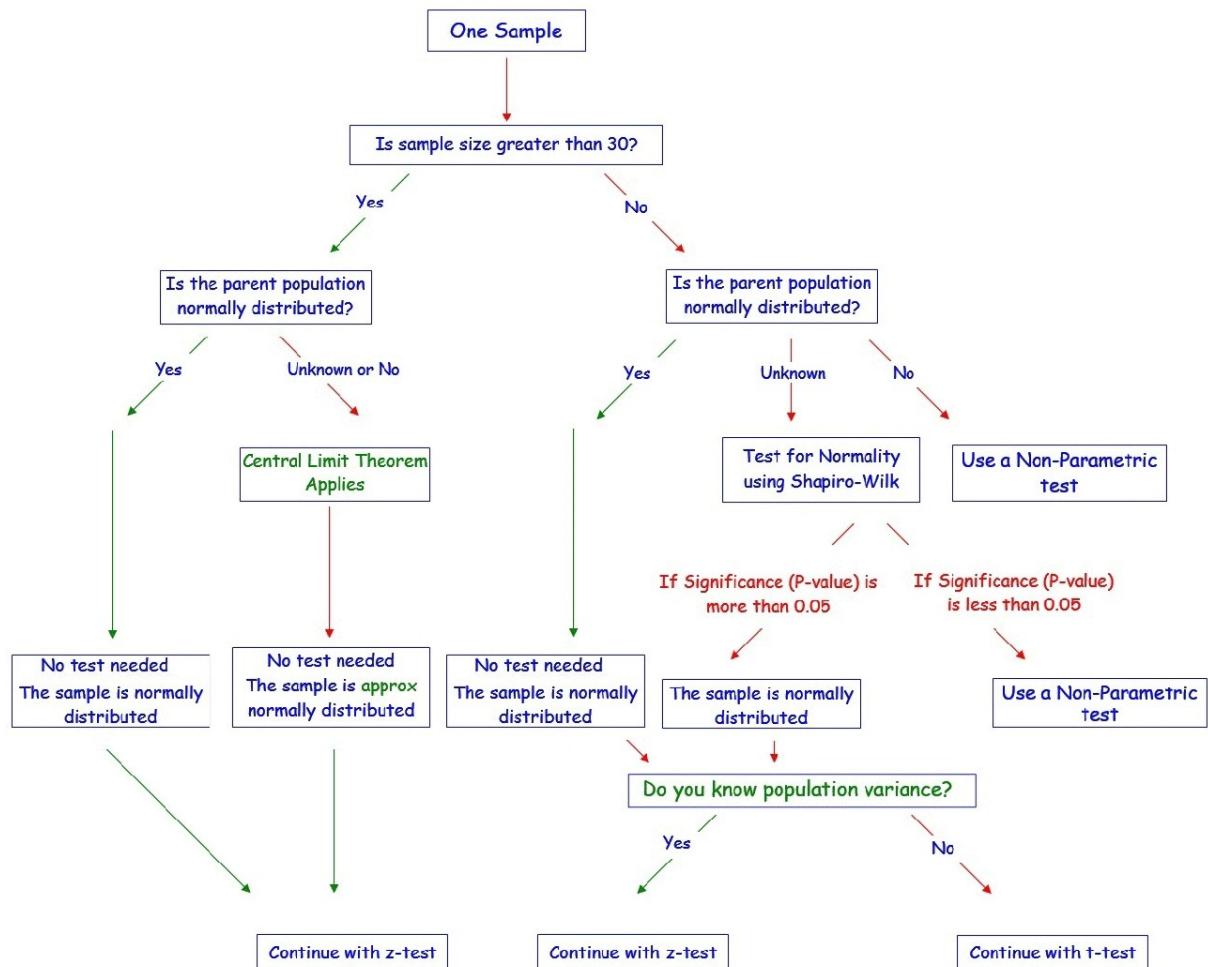 One Sample
Is sample size greater than 30?
Yes
No
Is the parent population
normally distributed?
Is the parent population
normally distributed?
Yes
Unknown or No
Yes
Unknown
No
Central Limit Theorem
Applies
Test for Normality
using Shapiro-Wilk
Use a Non-Parametric
test
If Significance (P-value) is
more than 0.05
If Significance (P-value)
is less than 0.05
No test needed
The sample is normally
distributed
No test needed
The sample is approx
normally distributed
No test needed
The sample is normally
distributed
The sample is normally
distributed
Use a Non-Parametric
test
Do you know population variance?
Yes
No
Continue with z-test
Continue with z-test
Continue with t-test